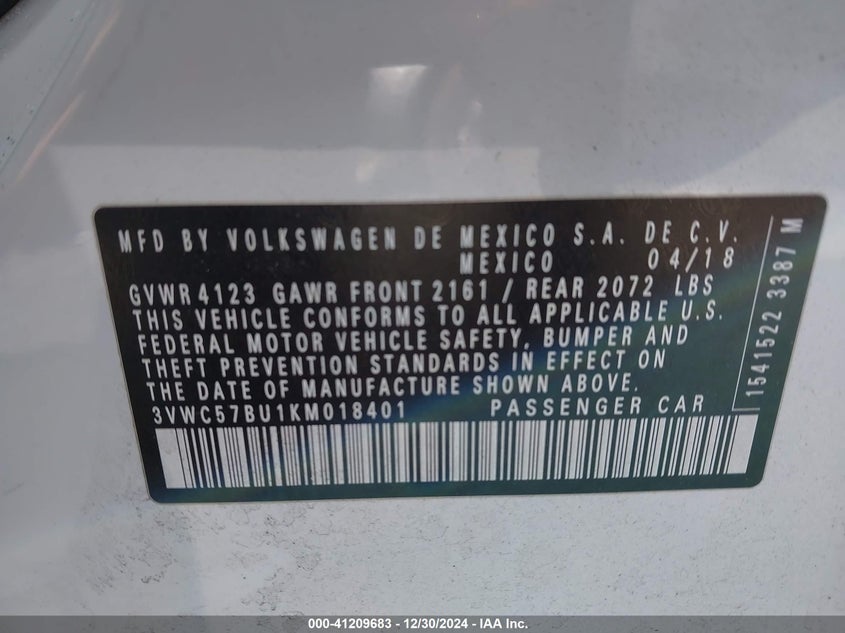 MFD BY VOLKSWAGEN DE MEXICO S.A. DE C.V.
MEXICO 04/18
GVWR 4123 GAWR FRONT 2161 / REAR 2072 LBS
THIS VEHICLE CONFORMS TO ALL APPLICABLE U.S.
FEDERAL MOTOR VEHICLE SAFETY, BUMPER AND
THEFT PREVENTION STANDARDS IN EFFECT ON
THE DATE OF MANUFACTURE SHOWN ABOVE.
3VWC57BU1KM018401 PASSENGER CAR
1541522 3387 M
000-41209683 - 12/30/2024 - IAA Inc.